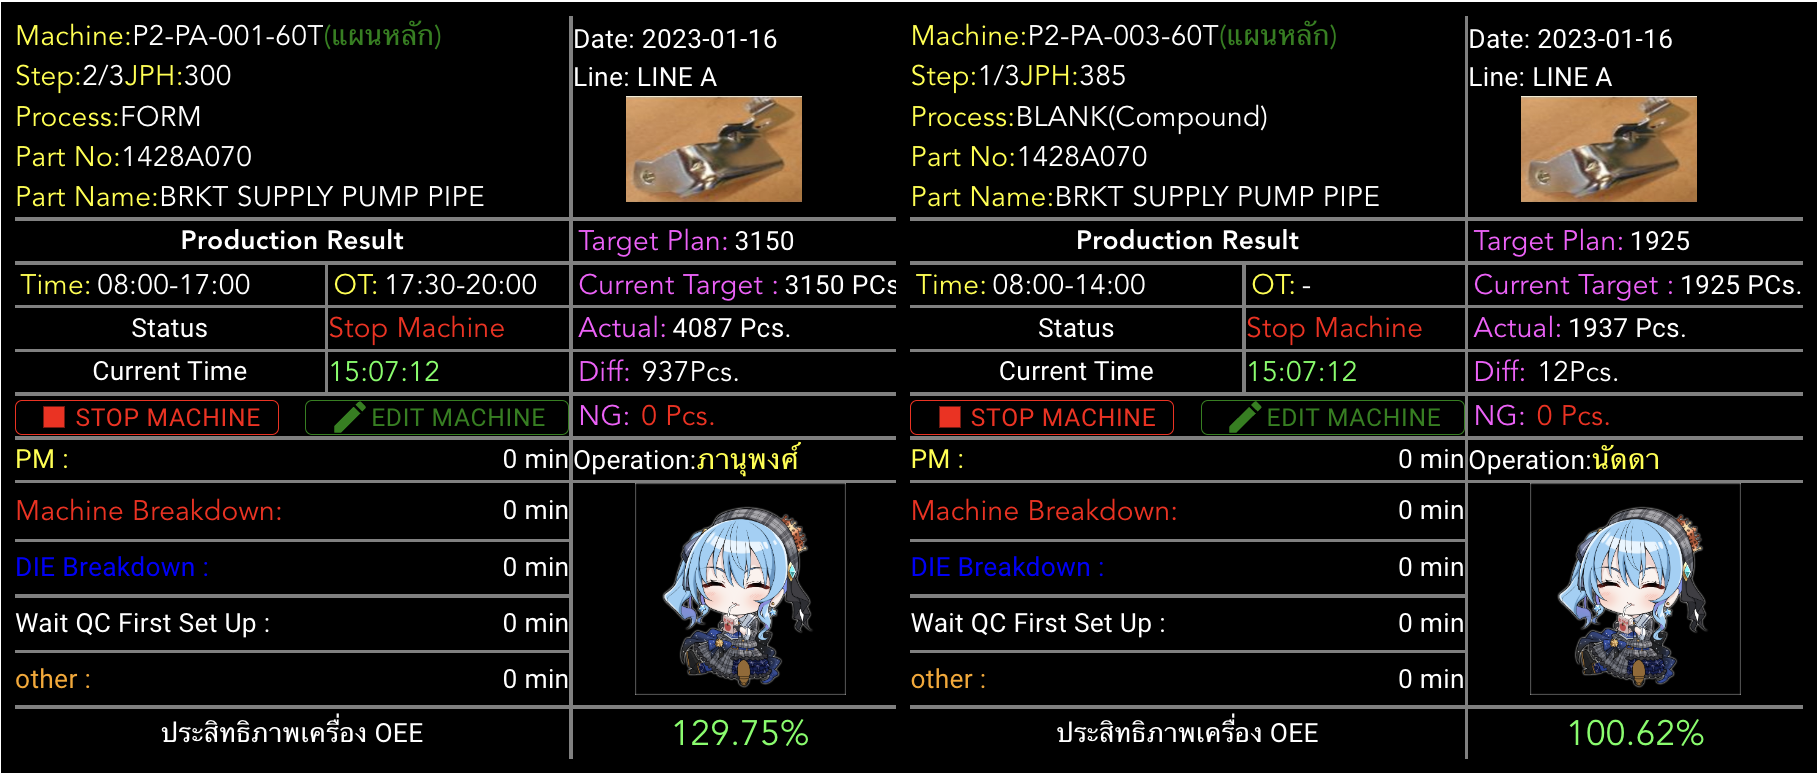 Machine:P2-PA-001-60T(แผนหลัก)
Step:2/3JPH:300
Process:FORM
Part No:1428A070
Part Name:BRKT SUPPLY PUMP PIPE
Date: 2023-01-16
Line: LINE A
Production Result
Target Plan: 3150
Time: 08:00-17:00
OT: 17:30-20:00
Current Target : 3150 PCs
Status
Stop Machine
Actual: 4087 Pcs.
Current Time
15:07:12
Diff: 937Pcs.
STOP MACHINE
EDIT MACHINE
NG: 0 Pcs.
PM :
0 min
Operation:ภานุพงศ์
Machine Breakdown:
0 min
DIE Breakdown :
0 min
Wait QC First Set Up :
0 min
other :
0 min
ประสิทธิภาพเครื่อง OEE
129.75%
Machine:P2-PA-003-60T(แผนหลัก)
Step:1/3JPH:385
Process:BLANK(Compound)
Part No:1428A070
Part Name:BRKT SUPPLY PUMP PIPE
Date: 2023-01-16
Line: LINE A
Production Result
Target Plan: 1925
Time: 08:00-14:00
OT: -
Current Target : 1925 PCs.
Status
Stop Machine
Actual: 1937 Pcs.
Current Time
15:07:12
Diff: 12Pcs.
STOP MACHINE
EDIT MACHINE
NG: 0 Pcs.
PM :
0 min
Operation:นัดดา
Machine Breakdown:
0 min
DIE Breakdown :
0 min
Wait QC First Set Up :
0 min
other :
0 min
ประสิทธิภาพเครื่อง OEE
100.62%